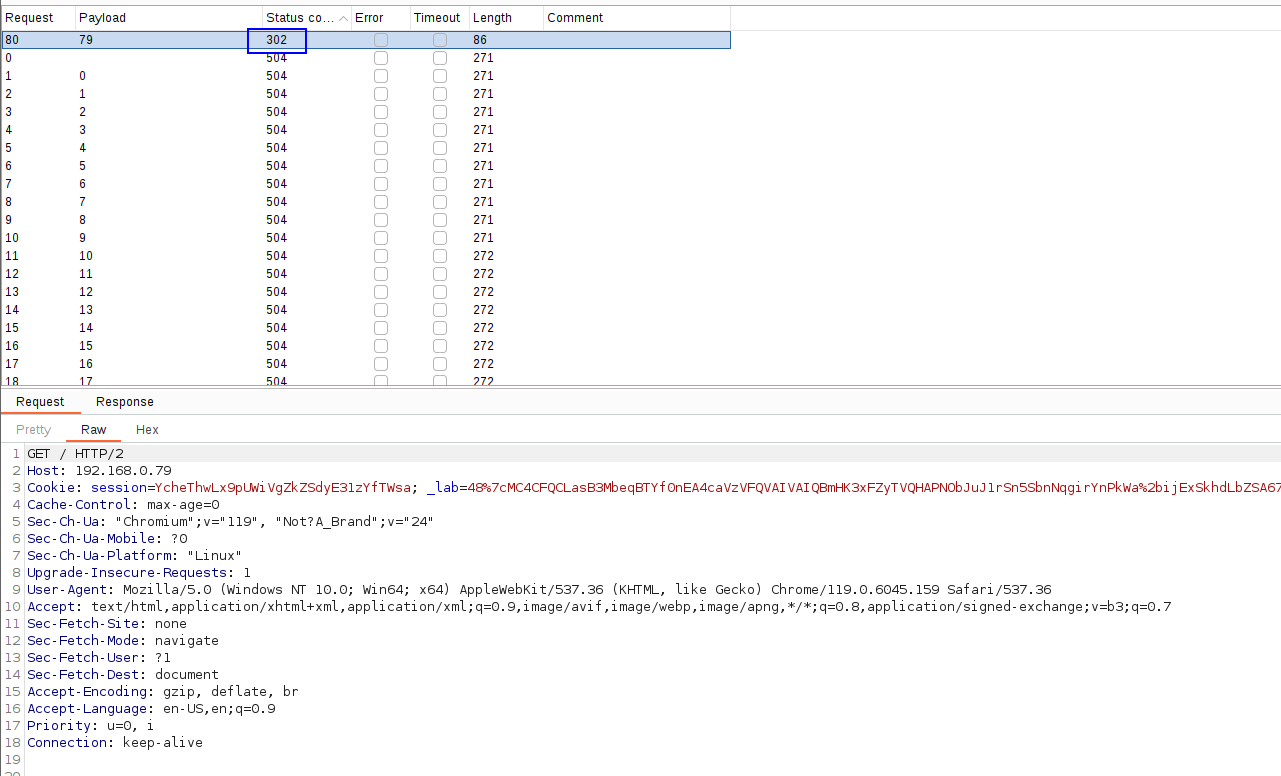 Request Payload Status co... Error Timeout Length Comment
80 79 302 86
0 504 271
1 0 504 271
2 1 504 271
3 2 504 271
4 3 504 271
5 4 504 271
6 5 504 271
7 6 504 271
8 7 504 271
9 8 504 271
10 9 504 271
11 10 504 272
12 11 504 272
13 12 504 272
14 13 504 272
15 14 504 272
16 15 504 272
17 16 504 272
18 17 504 272
Request Response
Pretty Raw Hex
1 GET / HTTP/2
2 Host: 192.168.0.79
3 Cookie: session=YcheThwLx9pUWiVgZkZSdyE31zYfTWsa; _lab=48%7cMC4CFQCLasB3MbeqBTYfOnEA4caVzVFQVAIVAIQBmHK3xFZyTVQHAPNObJuJ1rSn5SbnNqgirYnPkWa%2bijExSkhdLbZSA67
4 Cache-Control: max-age=0
5 Sec-Ch-Ua: "Chromium";v="119", "Not?A_Brand";v="24"
6 Sec-Ch-Ua-Mobile: ?0
7 Sec-Ch-Ua-Platform: "Linux"
8 Upgrade-Insecure-Requests: 1
9 User-Agent: Mozilla/5.0 (Windows NT 10.0; Win64; x64) AppleWebKit/537.36 (KHTML, like Gecko) Chrome/119.0.6045.159 Safari/537.36
10 Accept: text/html,application/xhtml+xml,application/xml;q=0.9,image/avif,image/webp,image/apng,*/*;q=0.8,application/signed-exchange;v=b3;q=0.7
11 Sec-Fetch-Site: none
12 Sec-Fetch-Mode: navigate
13 Sec-Fetch-User: ?1
14 Sec-Fetch-Dest: document
15 Accept-Encoding: gzip, deflate, br
16 Accept-Language: en-US,en;q=0.9
17 Priority: u=0, i
18 Connection: keep-alive
19
20